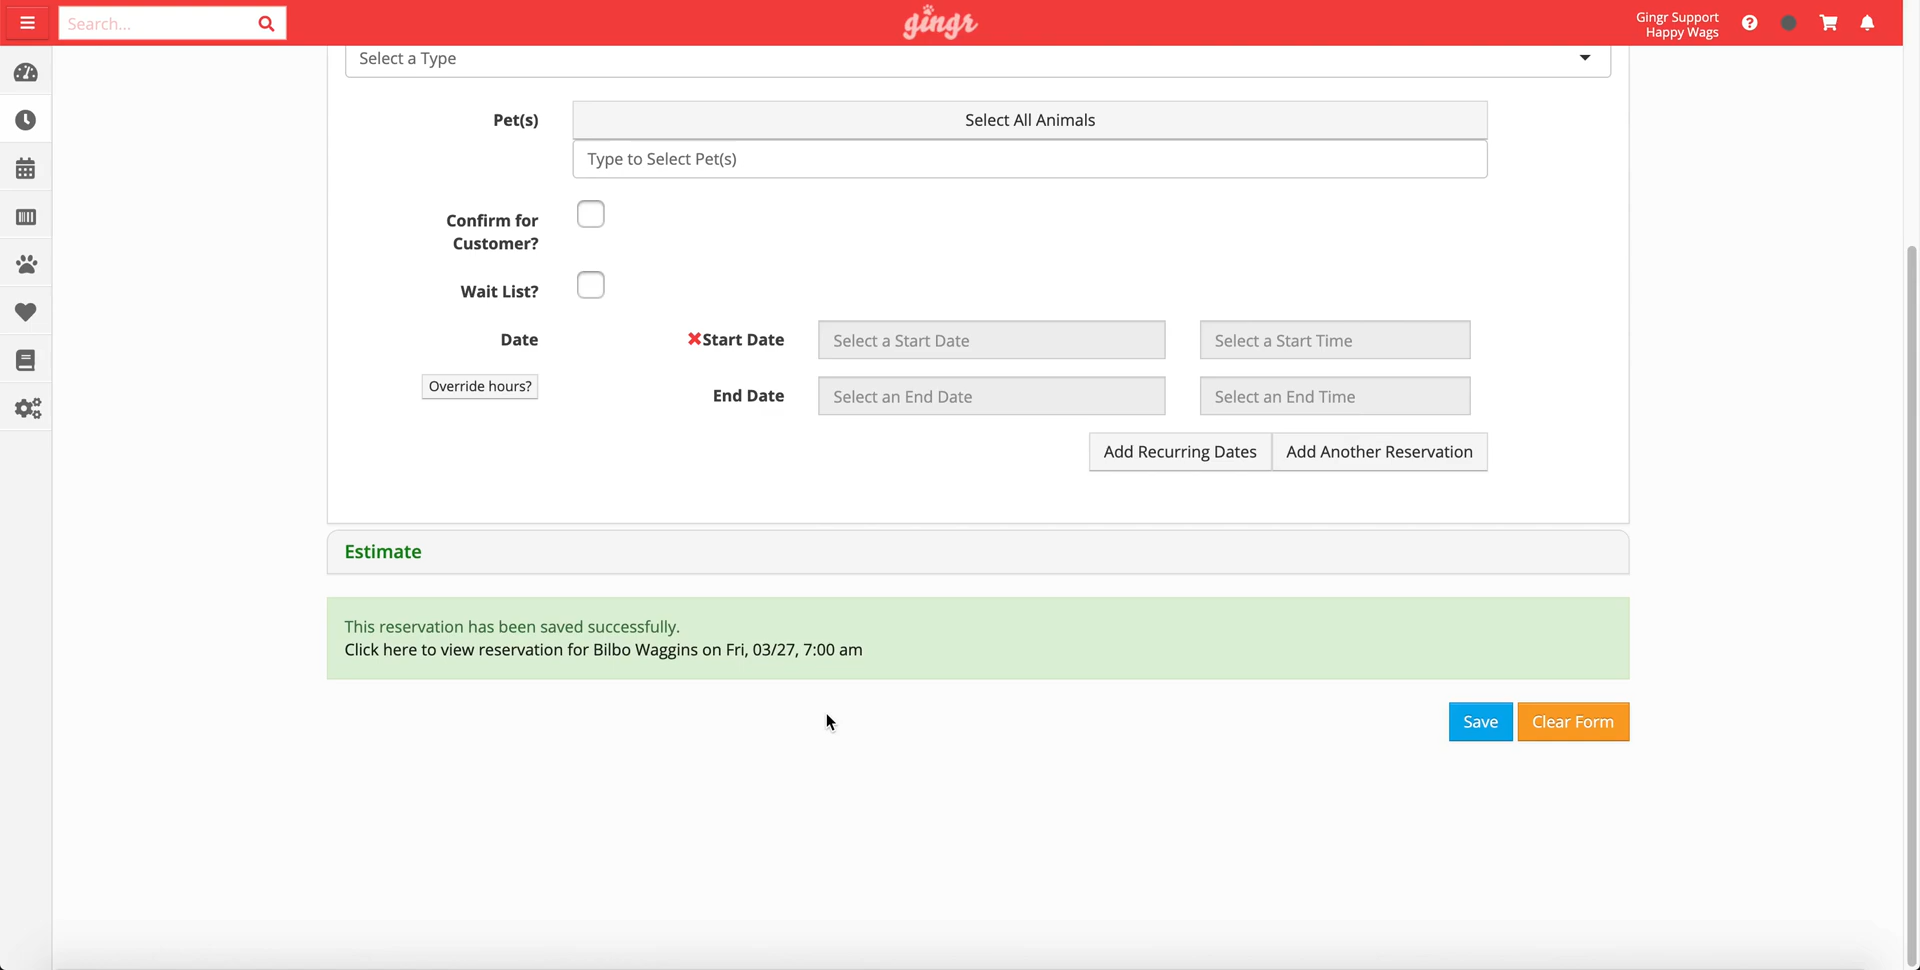 Search...
gingr
Gingr Support
Happy Wags
Select a Type
Pet(s)
Select All Animals
Type to Select Pet(s)
Confirm for
Customer?
Wait List?
Date
Start Date
Select a Start Date
Select a Start Time
Override hours?
End Date
Select an End Date
Select an End Time
Add Recurring Dates
Add Another Reservation
Estimate
This reservation has been saved successfully.
Click here to view reservation for Bilbo Waggins on Fri, 03/27, 7:00 am
Save
Clear Form